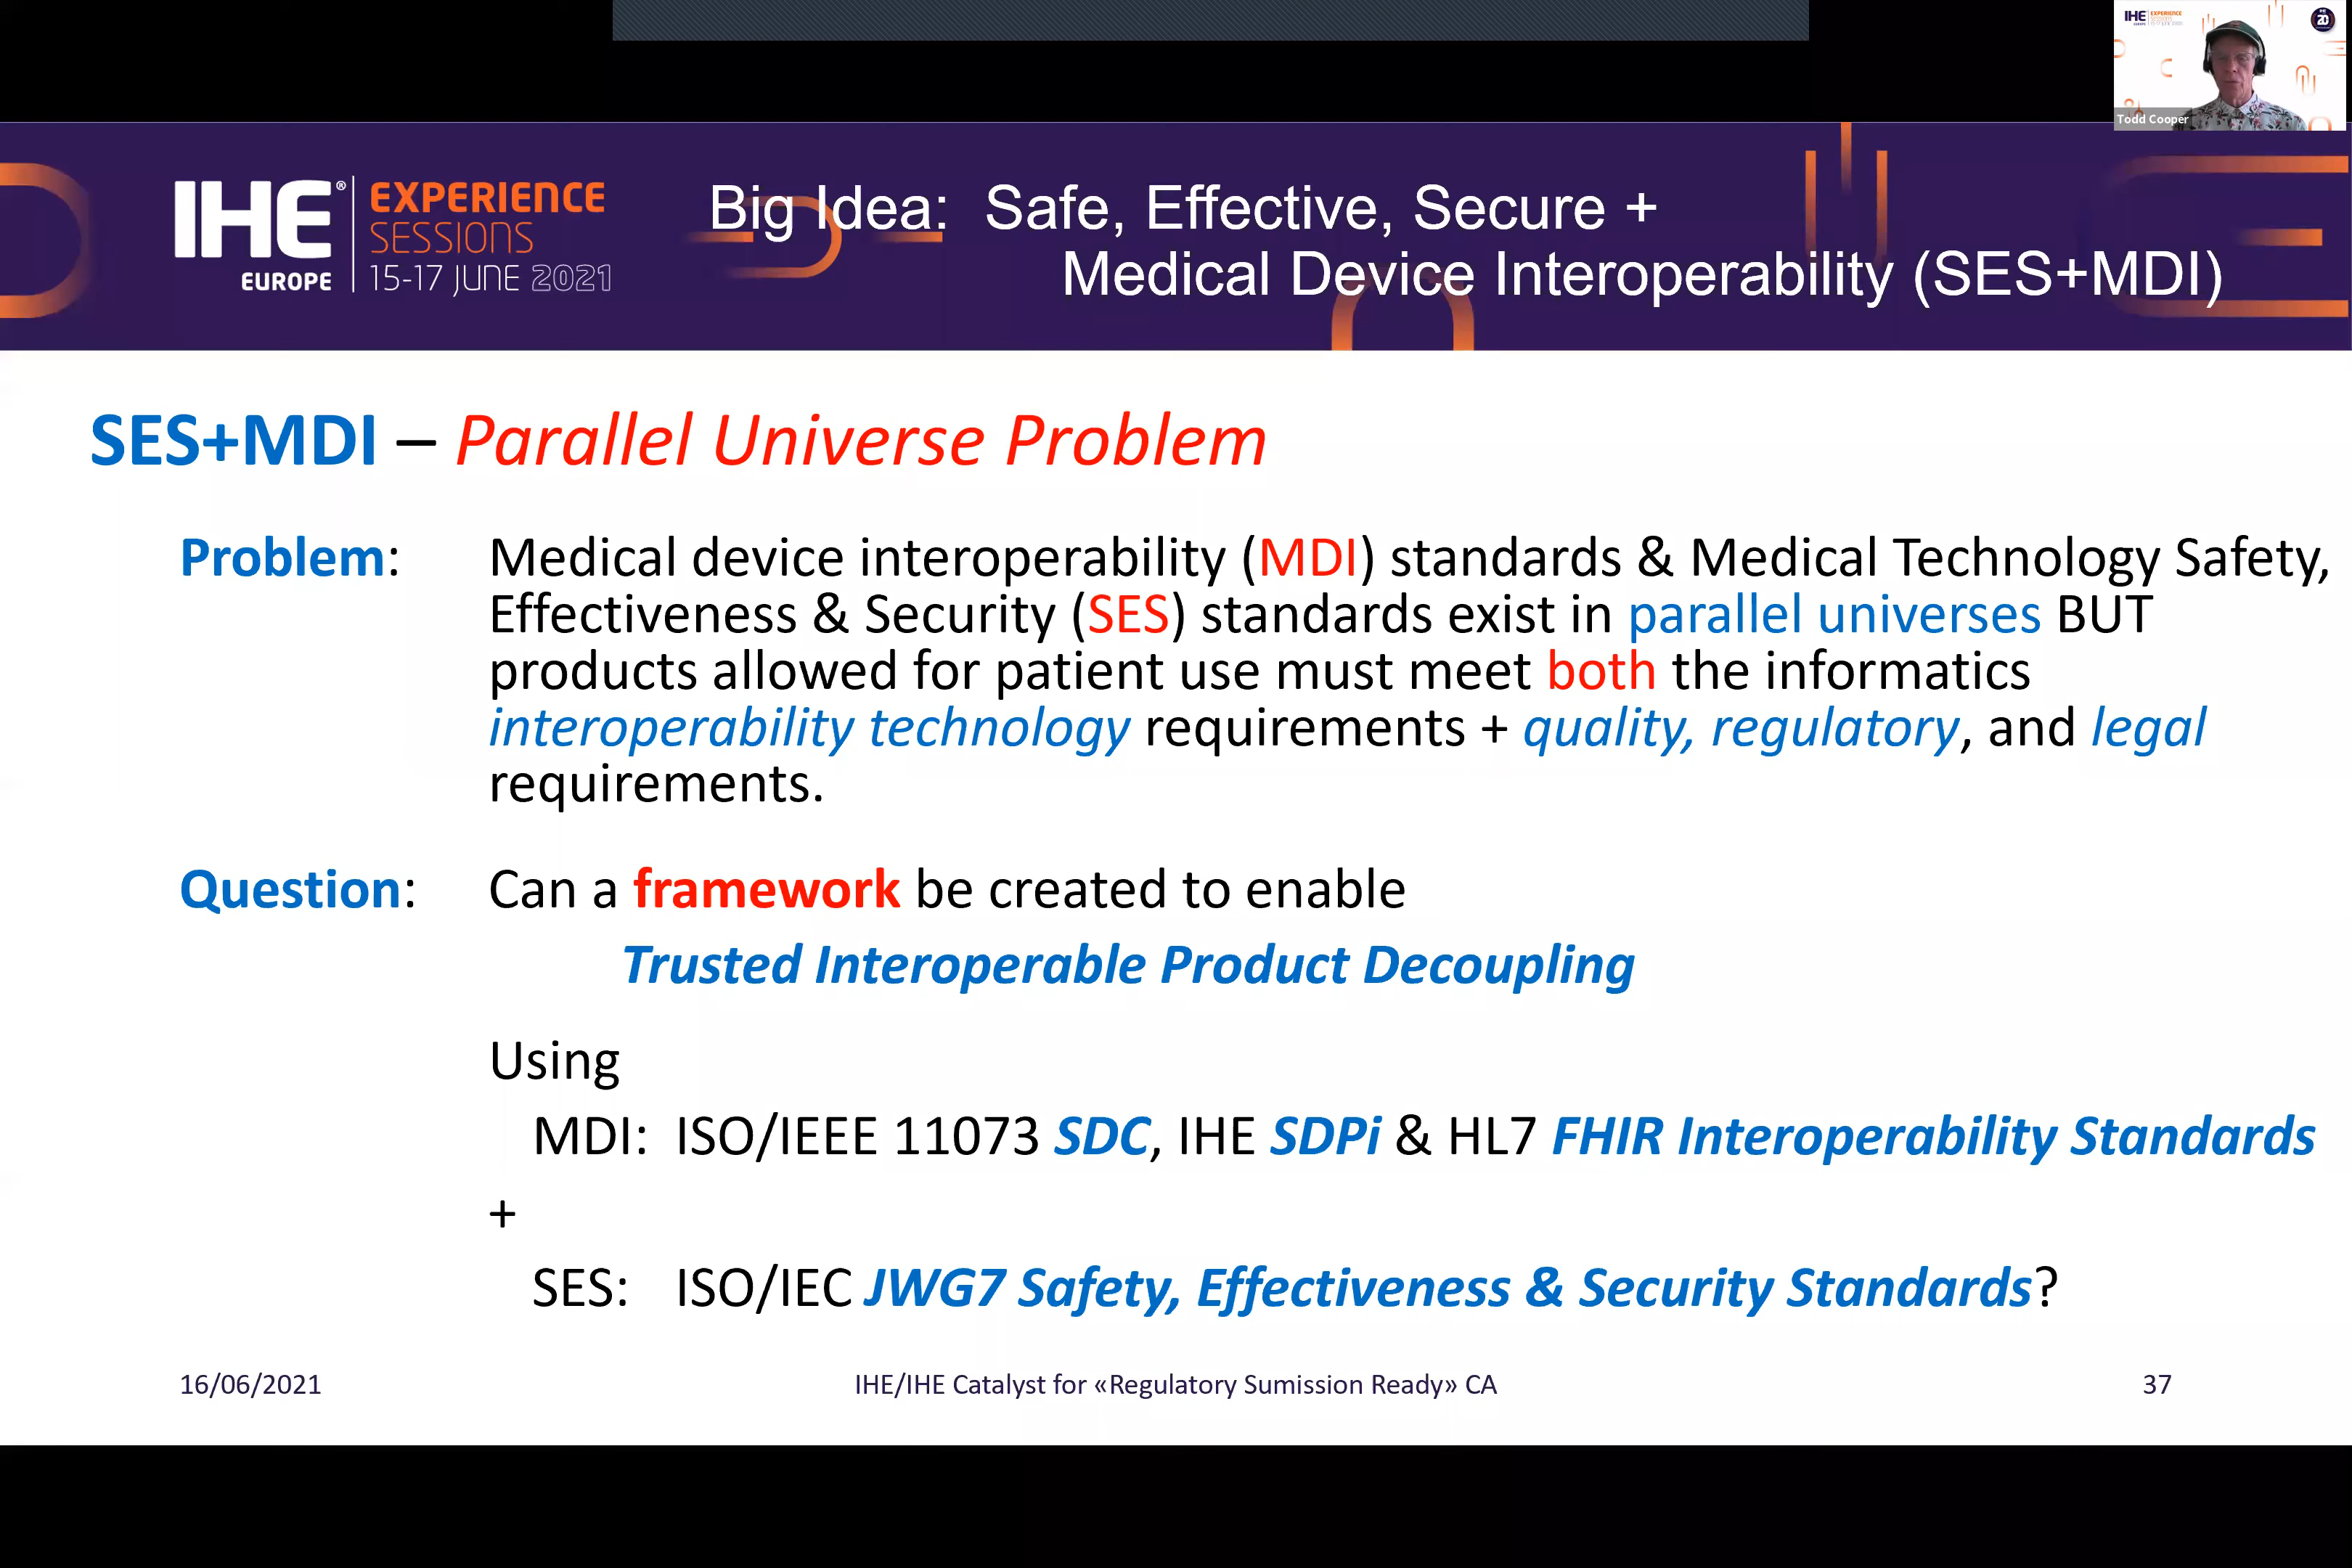 IHE EXPERIENCE
SESSIONS
EUROPE
20
Todd Cooper
IHE® EXPERIENCE
SESSIONS
EUROPE 15-17 JUNE 2021
Big Idea: Safe, Effective, Secure +
Medical Device Interoperability (SES+MDI)
SES+MDI – Parallel Universe Problem
Problem: Medical device interoperability (MDI) standards & Medical Technology Safety,
Effectiveness & Security (SES) standards exist in parallel universes BUT
products allowed for patient use must meet both the informatics
interoperability technology requirements + quality, regulatory, and legal
requirements.
Question: Can a framework be created to enable
Trusted Interoperable Product Decoupling
Using
MDI: ISO/IEEE 11073 SDC, IHE SDPi & HL7 FHIR Interoperability Standards
+
SES: ISO/IEC JWG7 Safety, Effectiveness & Security Standards?
16/06/2021 IHE/IHE Catalyst for «Regulatory Sumission Ready» CA 37